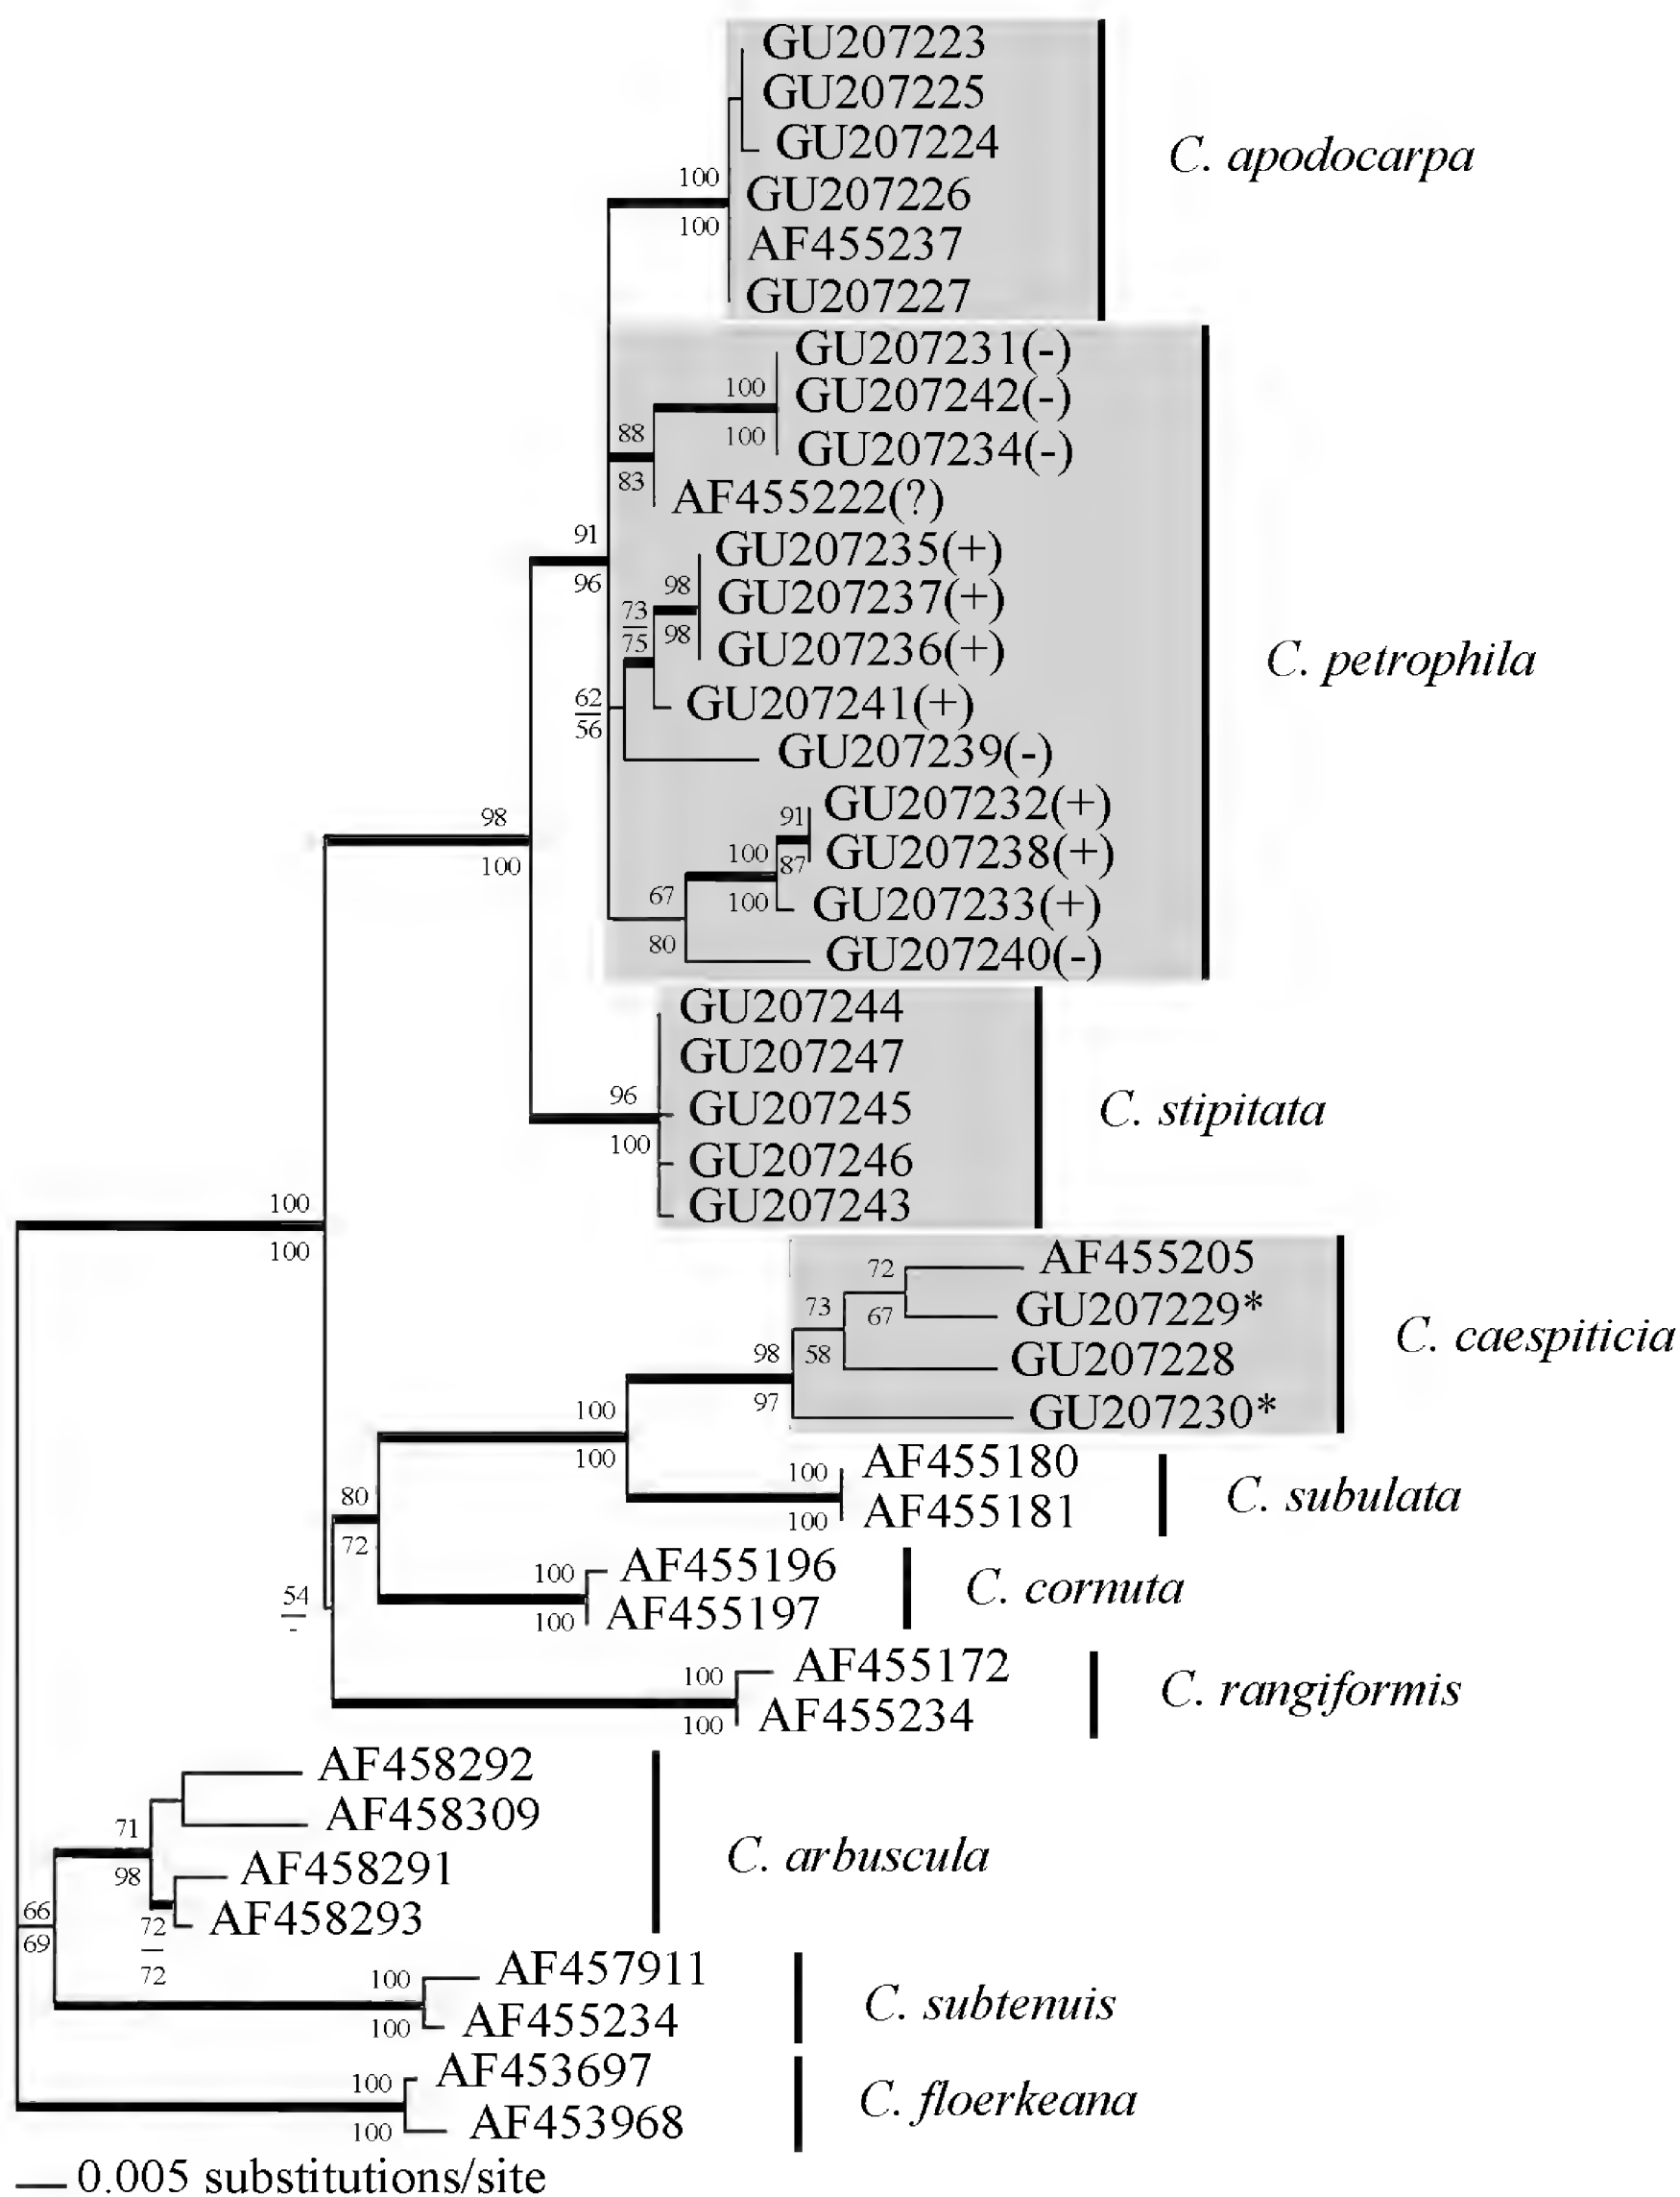 GU207223
GU207225
GU207224
100
GU207226
C. apodocarpa
100
AF455237
GU207227
GU207231(-)
100
GU207242(-)
88
100
GU207234(-)
83
AF455222(?)
91
GU207235(+)
96
98
GU207237(+)
73
75
98
GU207236(+)
C. petrophila
62
56
GU207241(+)
GU207239(-)
98
91
GU207232(+)
100
100
87
GU207238(+)
67
100
GU207233(+)
80
GU207240(-)
GU207244
GU207247
96
GU207245
C. stipitata
100
GU207246
100
GU207243
100
72
AF455205
73
67
GU207229*
C. caespiticia
98
58
GU207228
97
GU207230*
100
100
100
AF455180
80
100
AF455181
C. subulata
72
100
AF455196
C. cornuta
54
-
100
AF455197
100
AF455172
C. rangiformis
100
AF455234
AF458292
71
AF458309
98
AF458291
C. arbuscula
66
72
AF458293
69
72
100
AF457911
C. subtenuis
100
AF455234
100
AF453697
C. floerkeana
100
AF453968
0.005 substitutions/site